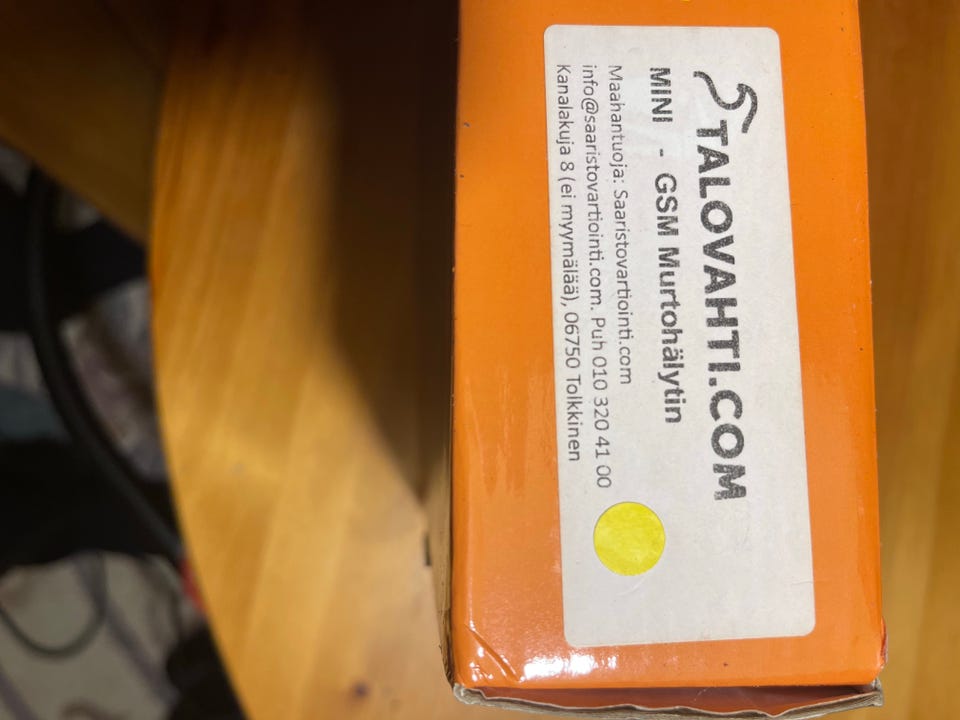 TALOVAHTI.COM
MINI - GSM Murtohälytin
Maahantuoja: Saaristovartiointi.com
info@saaristovartiointi.com. Puh 010 320 41 00
Kanalakuja 8 (ei myymälää), 06750 Tolkkinen